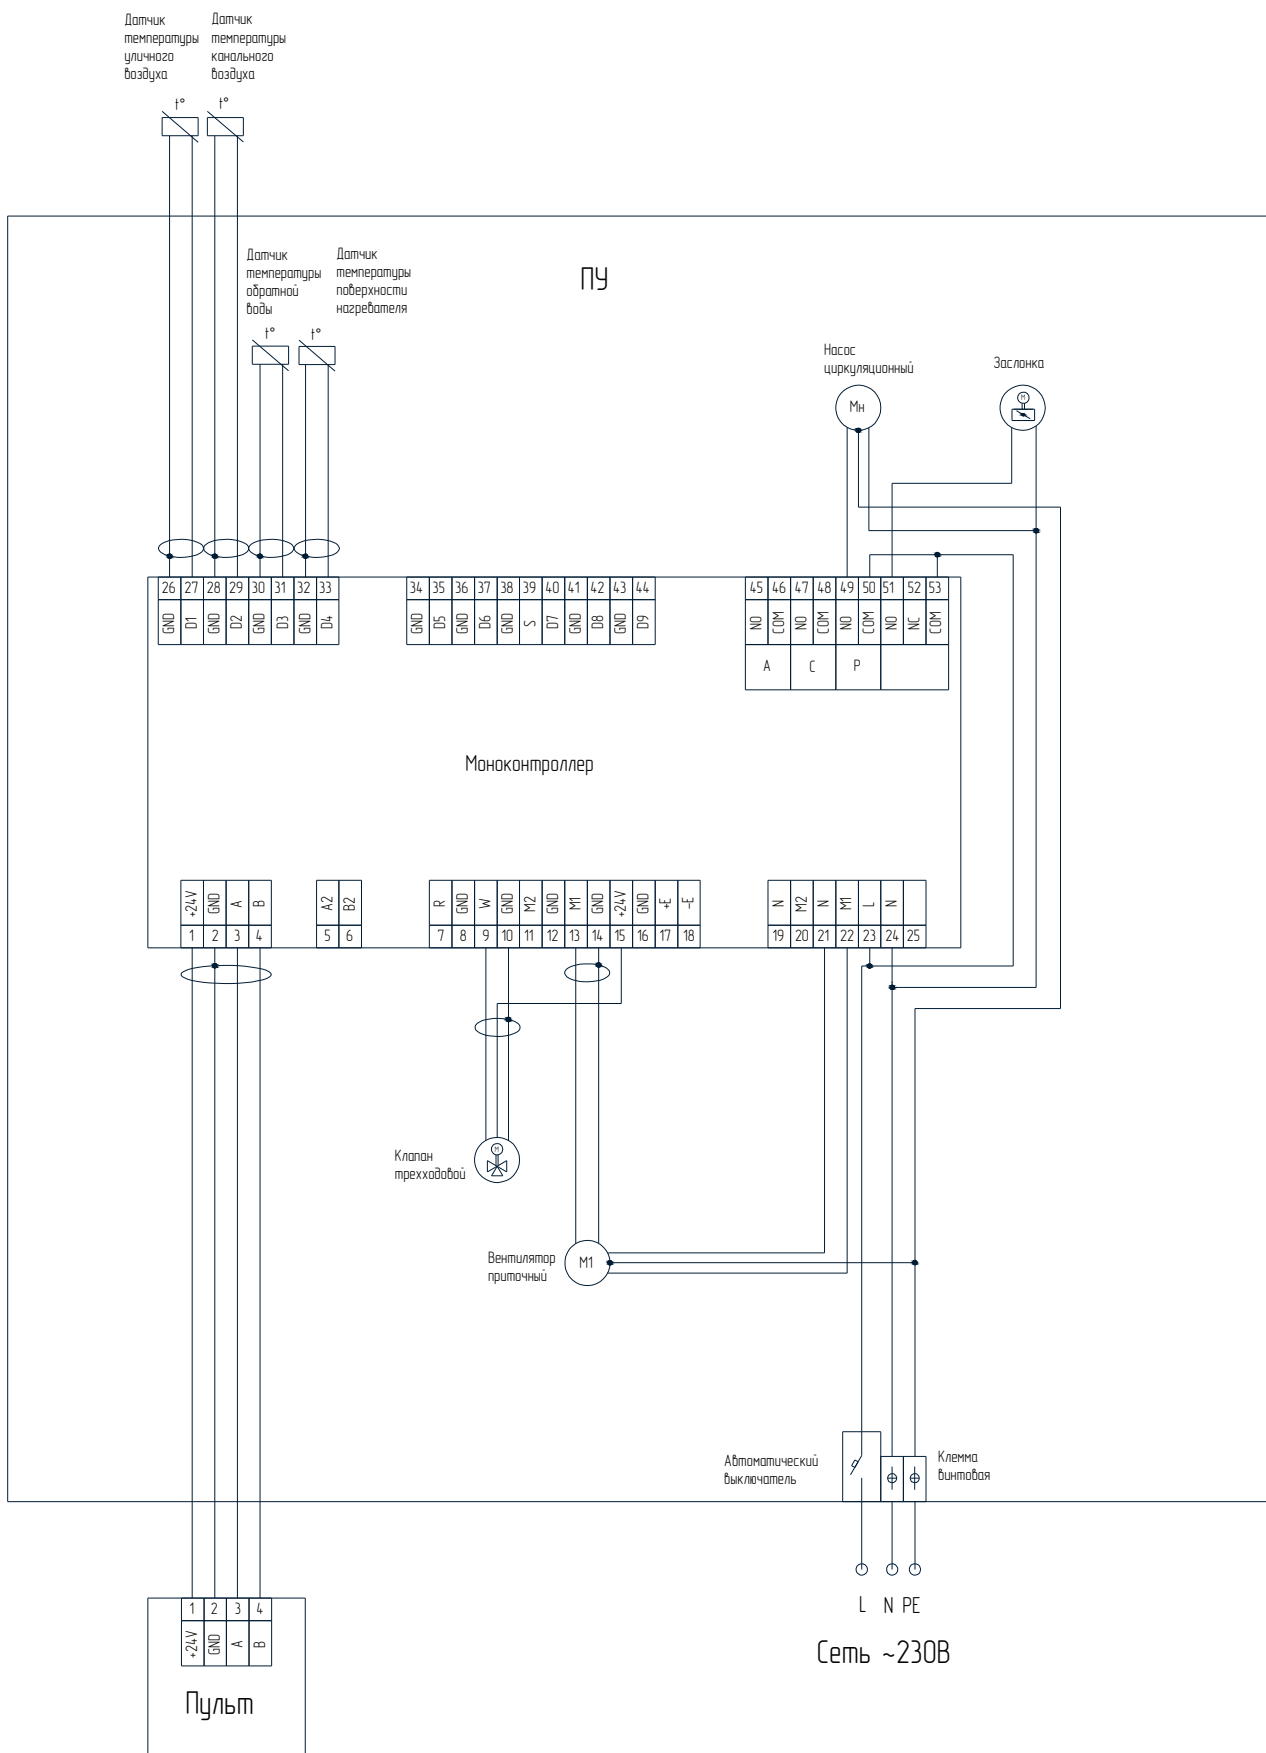 Датчик
температуры
уличного
воздуха
Датчик
температуры
канального
воздуха
t°
t°
Датчик
температуры
обратной
воды
Датчик
температуры
поверхности
нагревателя
t°
t°
ПУ
Насос
циркуляционный
Мн
Заслонка
М
26 27 28 29 30 31 32 33
GND D1 GND D2 GND D3 GND D4
34 35 36 37 38 39 40 41 42 43 44
GND D5 GND D6 GND S D7 GND D8 GND D9
45 46 47 48 49 50 51 52 53
NO COM NO COM NO COM NO NC COM
A C P
Моноконтроллер
+24V GND A B
1 2 3 4
A2 B2
5 6
R GND W GND M2 GND M1 GND +24V GND +E -E
7 8 9 10 11 12 13 14 15 16 17 18
N M2 N M1 L N
19 20 21 22 23 24 25
Клапан
трехходовой
М
Вентилятор
приточный
М1
Автоматический
выключатель
Клемма
винтовая
L N PE
Сеть ~230В
1 2 3 4
+24V GND A B
Пульт